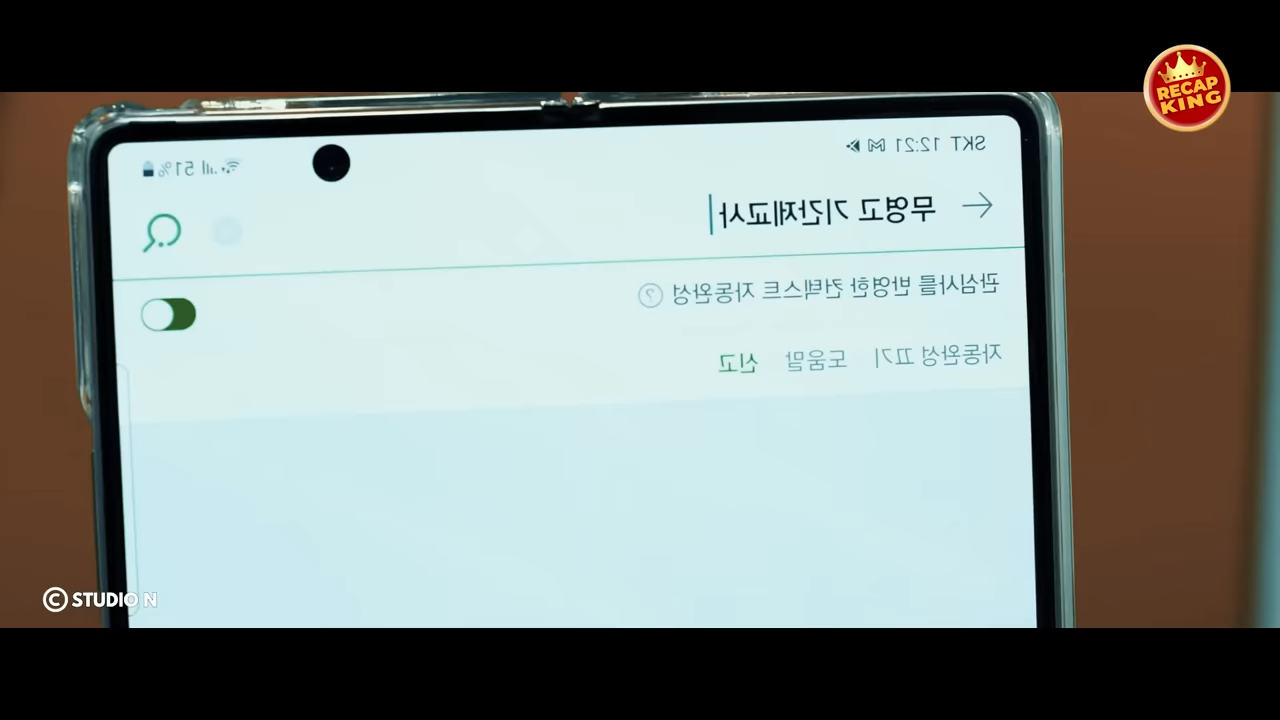 RECAP
KING
SKT 12:21
51%
무영고 기간제교사
관심사를 반영한 컨텍스트 자동완성 ?
자동완성 끄기 도움말 신고
© STUDIO N